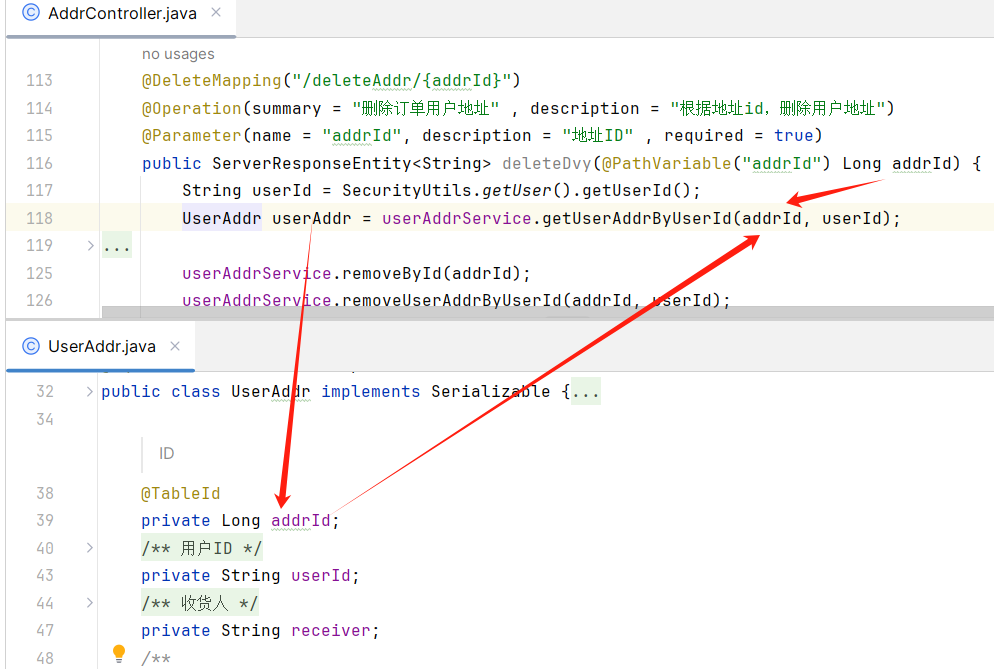 AddrController.java
no usages
113 @DeleteMapping("/deleteAddr/{addrId}")
114 @Operation(summary = "删除订单用户地址" , description = "根据地址id，删除用户地址")
115 @Parameter(name = "addrId", description = "地址ID" , required = true)
116 public ServerResponseEntity<String> deleteDvy(@PathVariable("addrId") Long addrId) {
117 String userId = SecurityUtils.getUser().getUserId();
118 UserAddr userAddr = userAddrService.getUserAddrByUserId(addrId, userId);
119 ...
125 userAddrService.removeById(addrId);
126 userAddrService.removeUserAddrByUserId(addrId, userId);
UserAddr.java
32 public class UserAddr implements Serializable {...
34
ID
38 @TableId
39 private Long addrId;
40 /** 用户ID */
43 private String userId;
44 /** 收货人 */
47 private String receiver;
48 /**